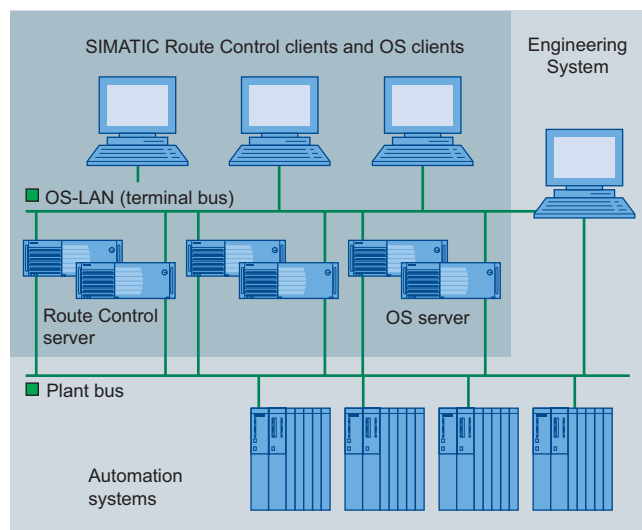 SIMATIC Route Control clients and OS clients
Engineering
System
OS-LAN (terminal bus)
Route Control
server
OS server
Plant bus
Automation
systems